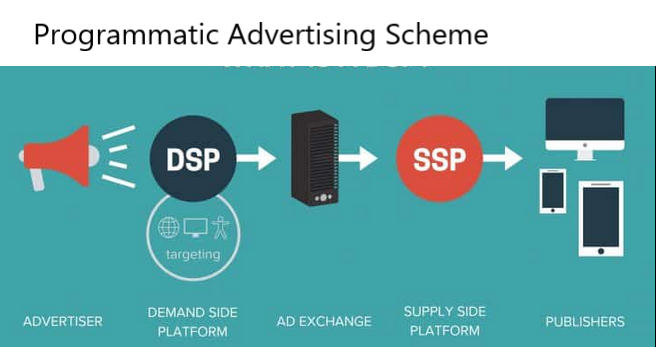 Programmatic Advertising Scheme
DSP
SSP
targeting
ADVERTISER
DEMAND SIDE
PLATFORM
AD EXCHANGE
SUPPLY SIDE
PLATFORM
PUBLISHERS